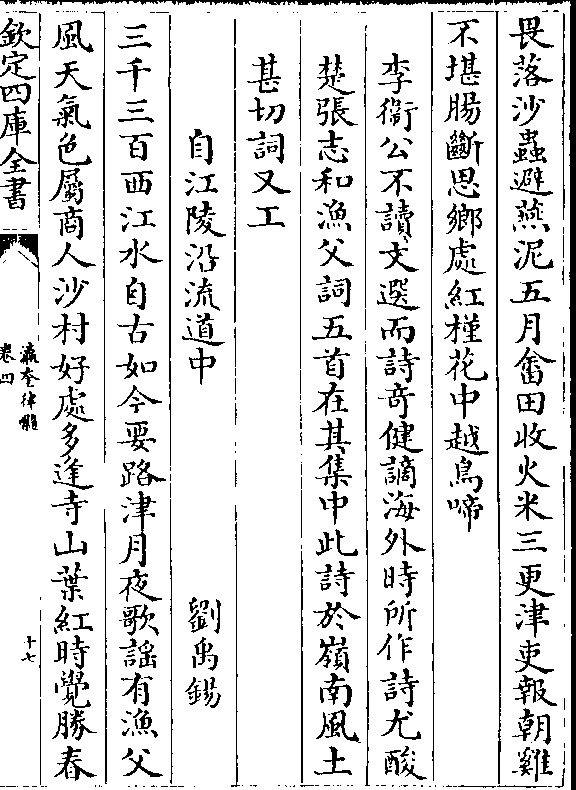 畏落沙蟲避燕泥五月畬田收火米三更津吏報朝雞
不堪腸斷思鄉處紅槿花中越鳥啼
李衛公不讀文選而詩奇健謫海外時所作詩尤酸
楚張志和漁父詞五首在其集中此詩於嶺南風土
甚切詞又工
自江陵沿流道中　劉禹錫
三千三百西江水自古如今要路津月夜歌謡有漁父
風天氣色屬商人沙村好處多逢寺山葉紅時覺勝春
欽定四庫全書
瀛奎律髓
卷四
十七